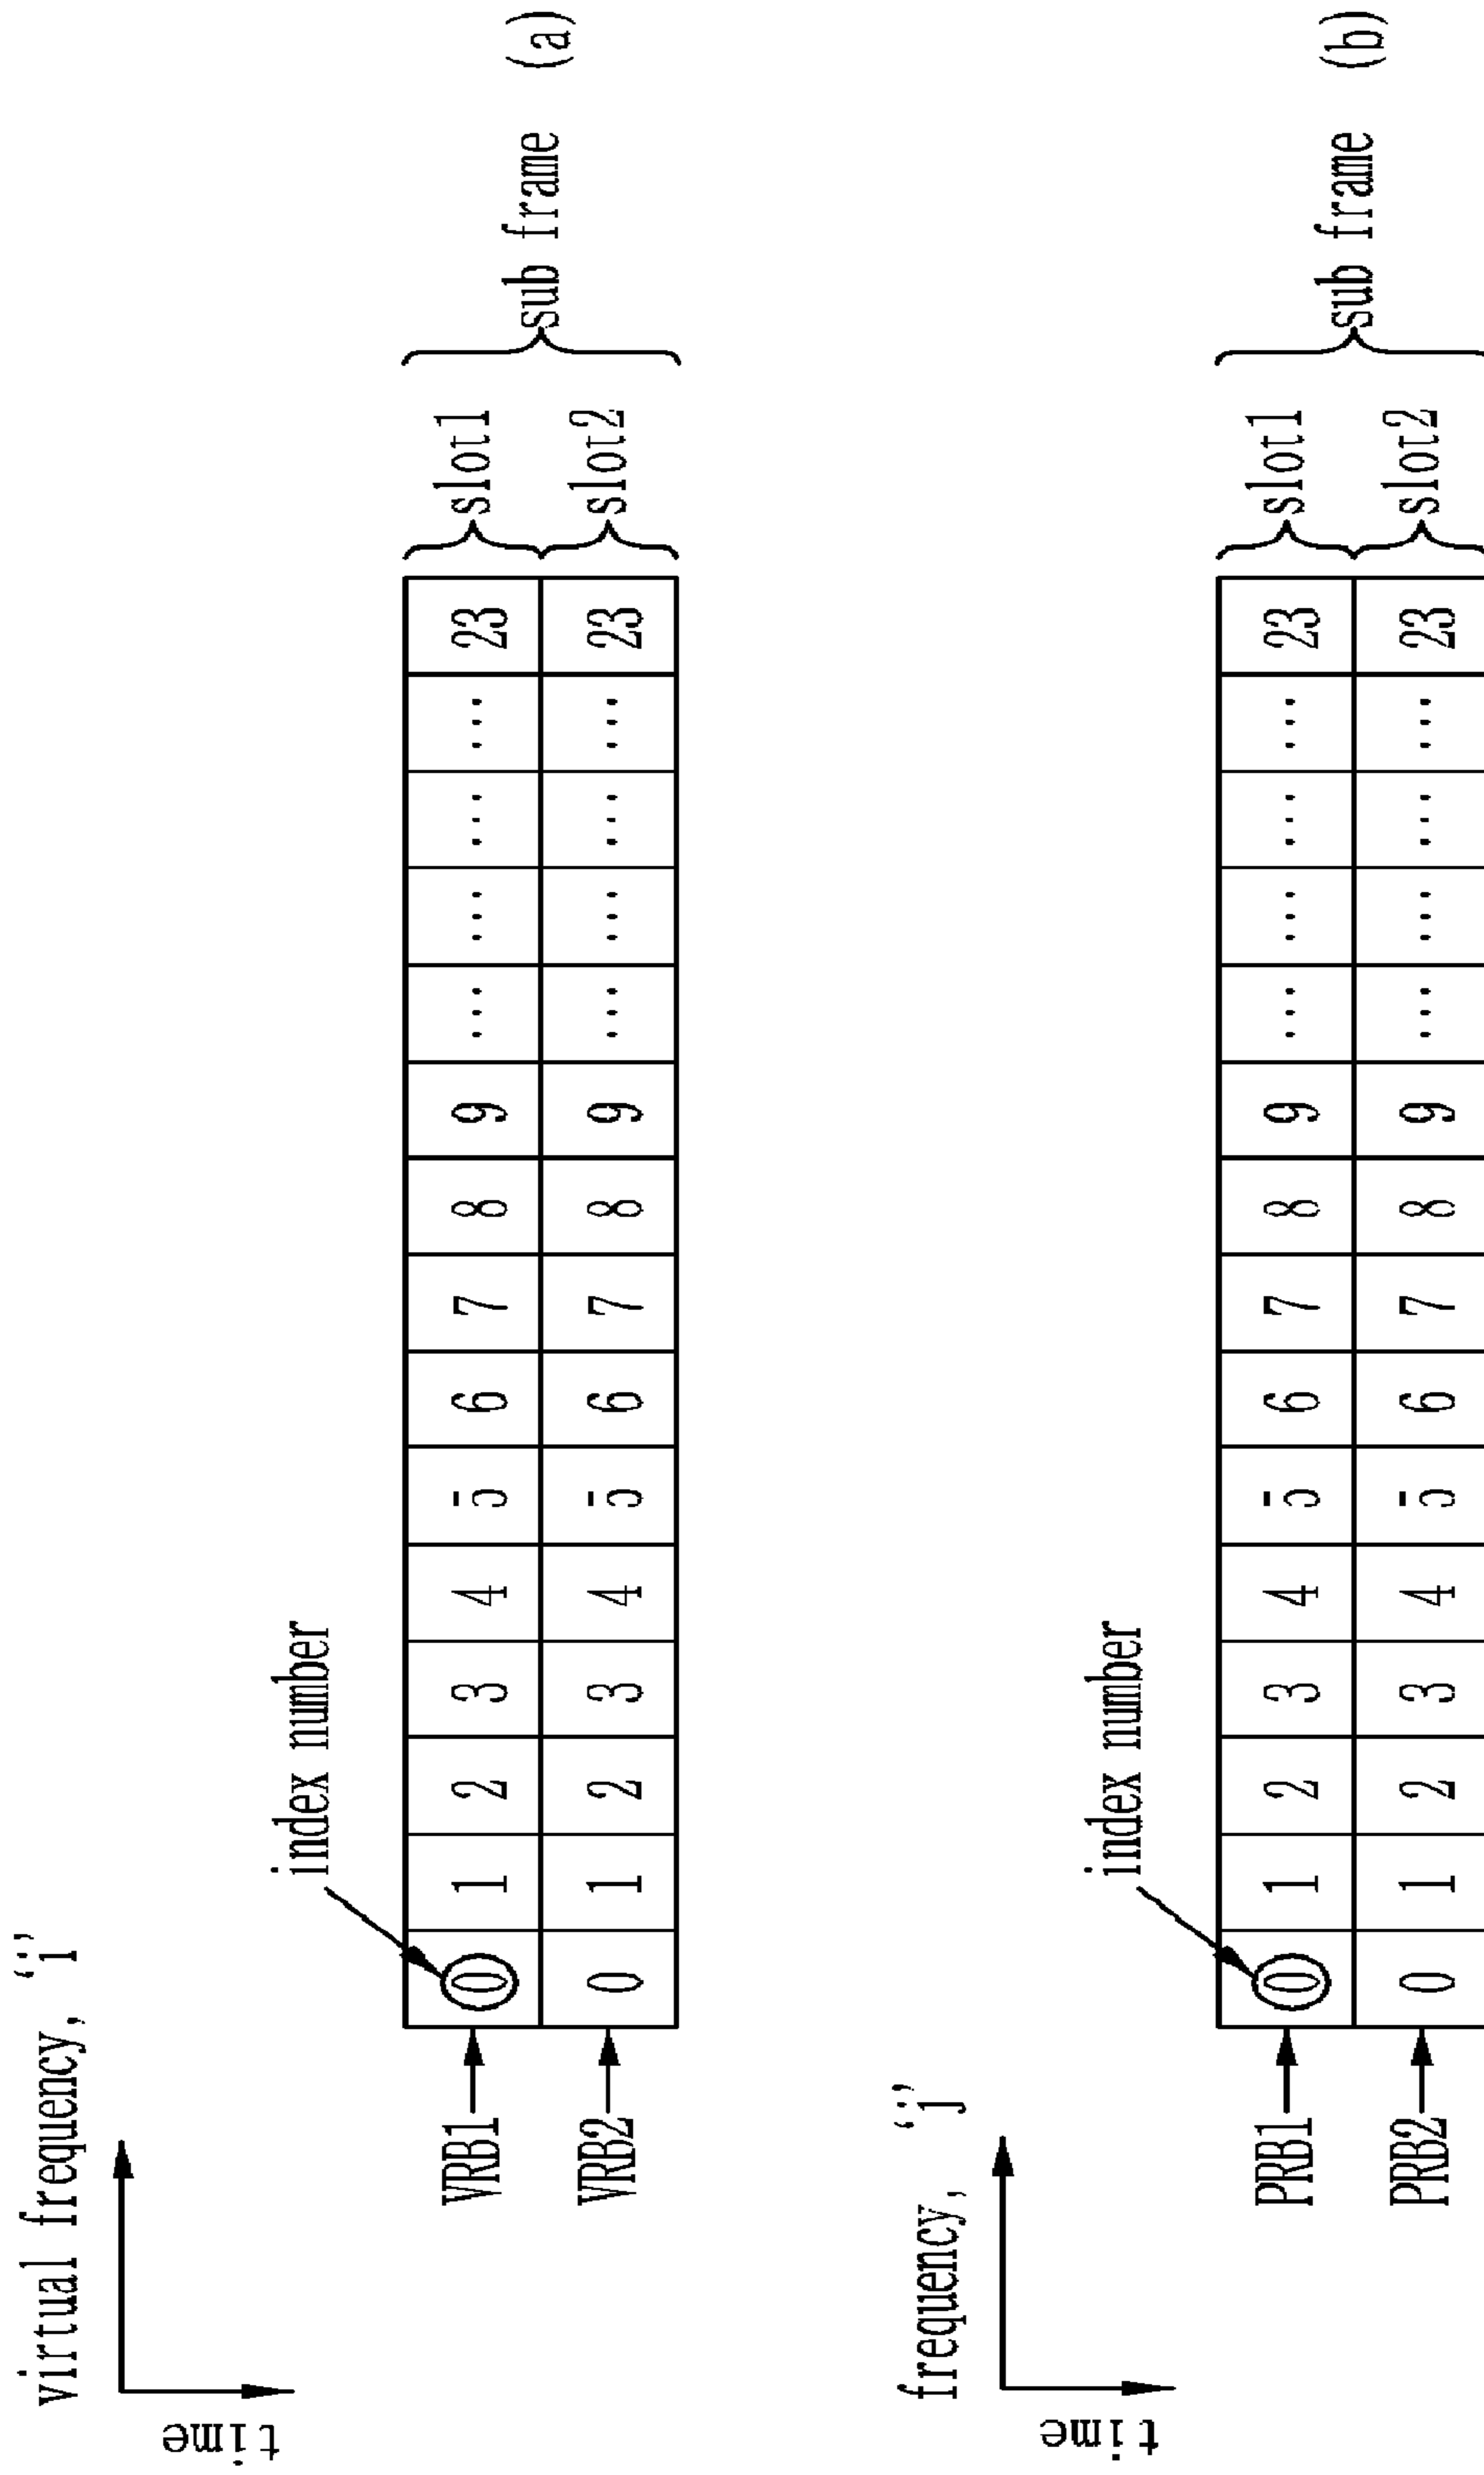 virtual frequency, ‘i’
time
index number
VRB1 0 1 2 3 4 5 6 7 8 9 ... ... ... ... 23 slot1
VRB2 0 1 2 3 4 5 6 7 8 9 ... ... ... ... 23 slot2
sub frame (a)
frequency, ‘j’
time
index number
PRB1 0 1 2 3 4 5 6 7 8 9 ... ... ... ... 23 slot1
PRB2 0 1 2 3 4 5 6 7 8 9 ... ... ... ... 23 slot2
sub frame (b)